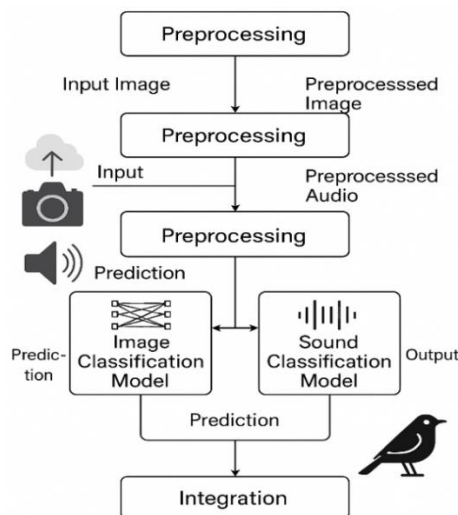 Preprocessing
Input Image
Preprocesssed
Image
Preprocessing
Input
Preprocesssed
Audio
Preprocessing
Prediction
Predic-
tion
Image
Classification
Model
Sound
Classification
Model
Output
Prediction
Integration